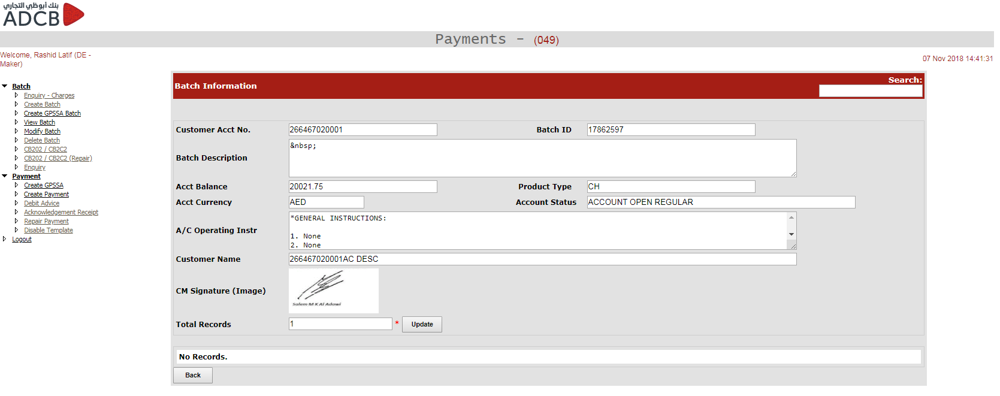 بنك أبوظبي التجاري
ADCB
Payments - (049)
Welcome, Rashid Latif (DE -
Maker)
07 Nov 2018 14:41:31
Batch
Enquiry - Charges
Create Batch
Create GPSSA Batch
View Batch
Modify Batch
Delete Batch
CB202 / CB2C2
CB202 / CB2C2 (Repair)
Enquiry
Payment
Create GPSSA
Create Payment
Debit Advice
Acknowledgement Receipt
Repair Payment
Disable Template
Logout
Batch Information
Search:
Customer Acct No. 266467020001 Batch ID 17862597
Batch Description &nbsp;
Acct Balance 20021.75 Product Type CH
Acct Currency AED Account Status ACCOUNT OPEN REGULAR
A/C Operating Instr
*GENERAL INSTRUCTIONS:
1. None
2. None
Customer Name 266467020001AC DESC
CM Signature (Image)
Salem M K Al Adawi
Total Records 1 * Update
No Records.
Back